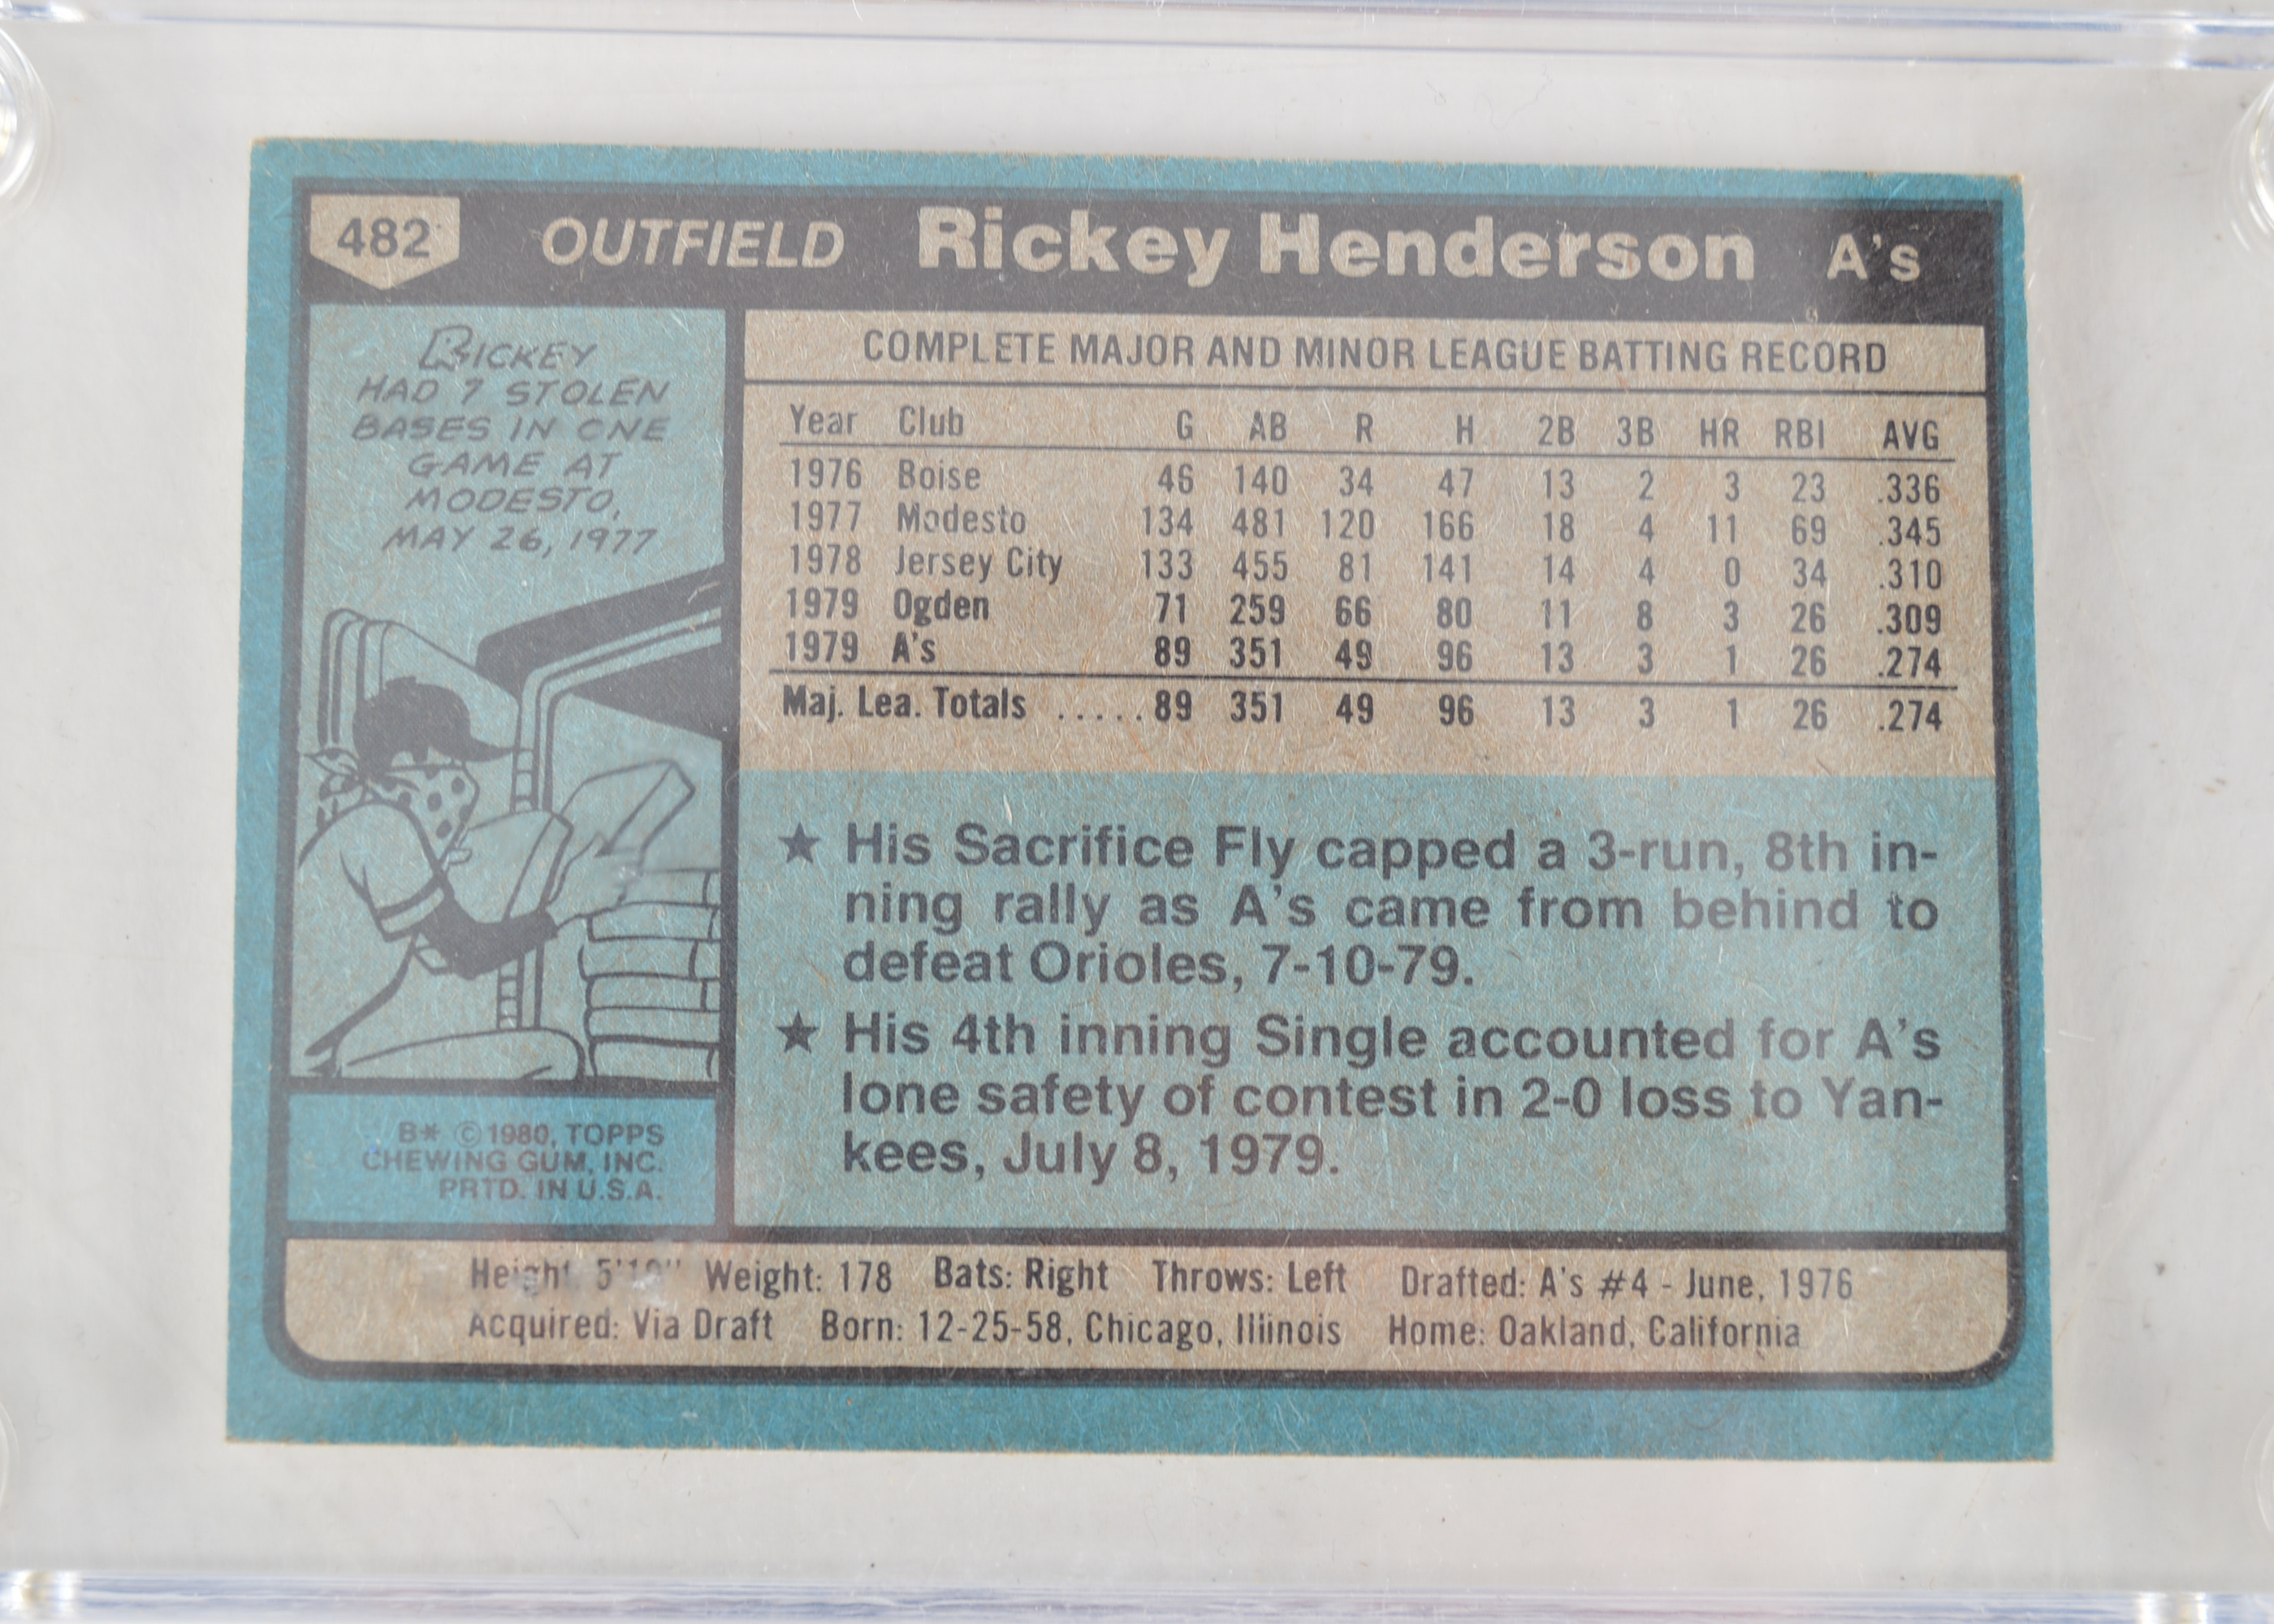 482 OUTFIELD Rickey Henderson A's
RICKEY
HAD 7 STOLEN
BASES IN ONE
GAME AT
MODESTO,
MAY 26, 1977
COMPLETE MAJOR AND MINOR LEAGUE BATTING RECORD
Year Club G AB R H 2B 3B HR RBI AVG
1976 Boise 46 140 34 47 13 2 3 23 .336
1977 Modesto 134 481 120 166 18 4 11 69 .345
1978 Jersey City 133 455 81 141 14 4 0 34 .310
1979 Ogden 71 259 66 80 11 8 3 26 .309
1979 A's 89 351 49 96 13 3 1 26 .274
Maj. Lea. Totals ..... 89 351 49 96 13 3 1 26 .274
★ His Sacrifice Fly capped a 3-run, 8th in-
ning rally as A's came from behind to
defeat Orioles, 7-10-79.
★ His 4th inning Single accounted for A's
lone safety of contest in 2-0 loss to Yan-
kees, July 8, 1979.
B* © 1980, TOPPS
CHEWING GUM, INC.
PRTD. IN U.S.A.
Height: 5'10" Weight: 178 Bats: Right Throws: Left Drafted: A's #4 - June, 1976
Acquired: Via Draft Born: 12-25-58, Chicago, Illinois Home: Oakland, California